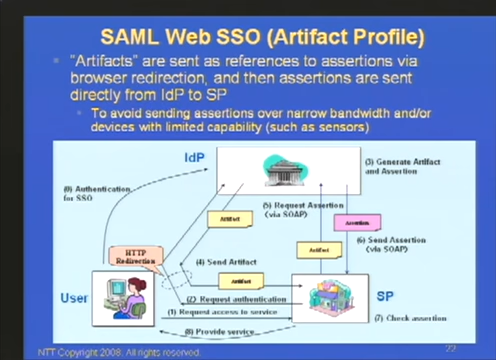 SAML Web SSO (Artifact Profile)
"Artifacts" are sent as references to assertions via
browser redirection, and then assertions are sent
directly from IdP to SP
To avoid sending assertions over narrow bandwidth and/or
devices with limited capability (such as sensors)
IdP
(3) Generate Artifact
and Assertion
(0) Authentication
for SSO
(5) Request Assertion
(via SOAP)
Artifact
Assertion
HTTP
Redirection
(6) Send Assertion
(via SOAP)
Artifact
(4) Send Artifact
Artifact
User
(2) Request authentication
SP
(1) Request access to service
(7) Check assertion
(8) Provide service
NTT Copyright 2008. All rights reserved.
22